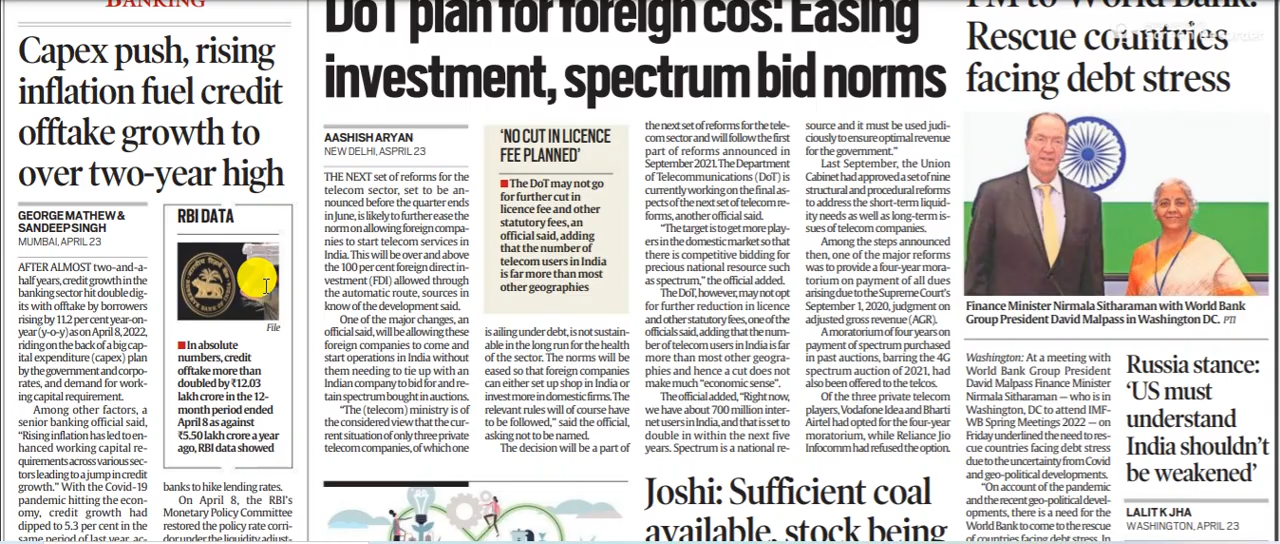 BANKING
Capex push, rising
inflation fuel credit
offtake growth to
over two-year high
GEORGE MATHEW &
SANDEEP SINGH
MUMBAI, APRIL 23
AFTER ALMOST two-and-a-
half years, credit growth in the
banking sector hit double dig-
its with offtake by borrowers
rising by 11.2 per cent year-on-
year (y-o-y) as on April 8, 2022,
riding on the back of a big cap-
ital expenditure (capex) plan
by the government and corpo-
rates, and demand for work-
ing capital requirement.
Among other factors, a
senior banking official said,
“Rising inflation has led to en-
hanced working capital re-
quirements across various sec-
tors leading to a jump in credit
growth.” With the Covid-19
pandemic hitting the econ-
omy, credit growth had
dipped to 5.3 per cent in the
same period of last year, ac-
RBI DATA
File
In absolute
numbers, credit
offtake more than
doubled by ₹12.03
lakh crore in the 12-
month period ended
April 8 as against
₹5.50 lakh crore a year
ago, RBI data showed
banks to hike lending rates.
On April 8, the RBI's
Monetary Policy Committee
restored the policy rate corri-
dor under the liquidity adjust-
DoT plan for foreign cos: Easing
investment, spectrum bid norms
AASHISH ARYAN
NEW DELHI, ASPRIL 23
THE NEXT set of reforms for the
telecom sector, set to be an-
nounced before the quarter ends
in June, is likely to further ease the
norm on allowing foreign compa-
nies to start telecom services in
India. This will be over and above
the 100 per cent foreign direct in-
vestment (FDI) allowed through
the automatic route, sources in
know of the development said.
One of the major changes, an
official said, will be allowing these
foreign companies to come and
start operations in India without
them needing to tie up with an
Indian company to bid for and re-
tain spectrum bought in auctions.
“The (telecom) ministry is of
the considered view that the cur-
rent situation of only three private
telecom companies, of which one
‘NO CUT IN LICENCE
FEE PLANNED’
The DoT may not go
for further cut in
licence fee and other
statutory fees, an
official said, adding
that the number of
telecom users in India
is far more than most
other geographies
is ailing under debt, is not sustain-
able in the long run for the health
of the sector. The norms will be
eased so that foreign companies
can either set up shop in India or
invest more in domestic firms. The
relevant rules will of course have
to be followed,” said the official,
asking not to be named.
The decision will be a part of
the next set of reforms for the tele-
com sector and will follow the first
part of reforms announced in
September 2021. The Department
of Telecommunications (DoT) is
currently working on the final as-
pects of the next set of telecom re-
forms, another official said.
“The target is to get more play-
ers in the domestic market so that
there is competitive bidding for
precious national resource such
as spectrum,” the official added.
The DoT, however, may not opt
for further reduction in licence
and other statutory fees, one of the
officials said, adding that the num-
ber of telecom users in India is far
more than most other geogra-
phies and hence a cut does not
make much “economic sense”.
The official added, “Right now,
we have about 700 million inter-
net users in India, and that is set to
double in within the next five
years. Spectrum is a national re-
source and it must be used judi-
ciously to ensure optimal revenue
for the government.”
Last September, the Union
Cabinet had approved a set of nine
structural and procedural reforms
to address the short-term liquid-
ity needs as well as long-term is-
sues of telecom companies.
Among the steps announced
then, one of the major reforms
was to provide a four-year mora-
torium on payment of all dues
arising due to the Supreme Court's
September 1, 2020, judgment on
adjusted gross revenue (AGR).
A moratorium of four years on
payment of spectrum purchased
in past auctions, barring the 4G
spectrum auction of 2021, had
also been offered to the telcos.
Of the three private telecom
players, Vodafone Idea and Bharti
Airtel had opted for the four-year
moratorium, while Reliance Jio
Infocomm had refused the option.
Joshi: Sufficient coal
available, stock being
PM to World Bank:
Rescue countries
facing debt stress
Finance Minister Nirmala Sitharaman with World Bank
Group President David Malpass in Washington DC. PTI
Washington: At a meeting with
World Bank Group President
David Malpass Finance Minister
Nirmala Sitharaman — who is in
Washington, DC to attend IMF-
WB Spring Meetings 2022 — on
Friday underlined the need to res-
cue countries facing debt stress
due to the uncertainty from Covid
and geo-political developments.
“On account of the pandemic
and the recent geo-political devel-
opments, there is a need for the
World Bank to come to the rescue
of countries facing debt stress. In
Russia stance:
‘US must
understand
India shouldn't
be weakened’
LALIT K JHA
WASHINGTON, APRIL 23